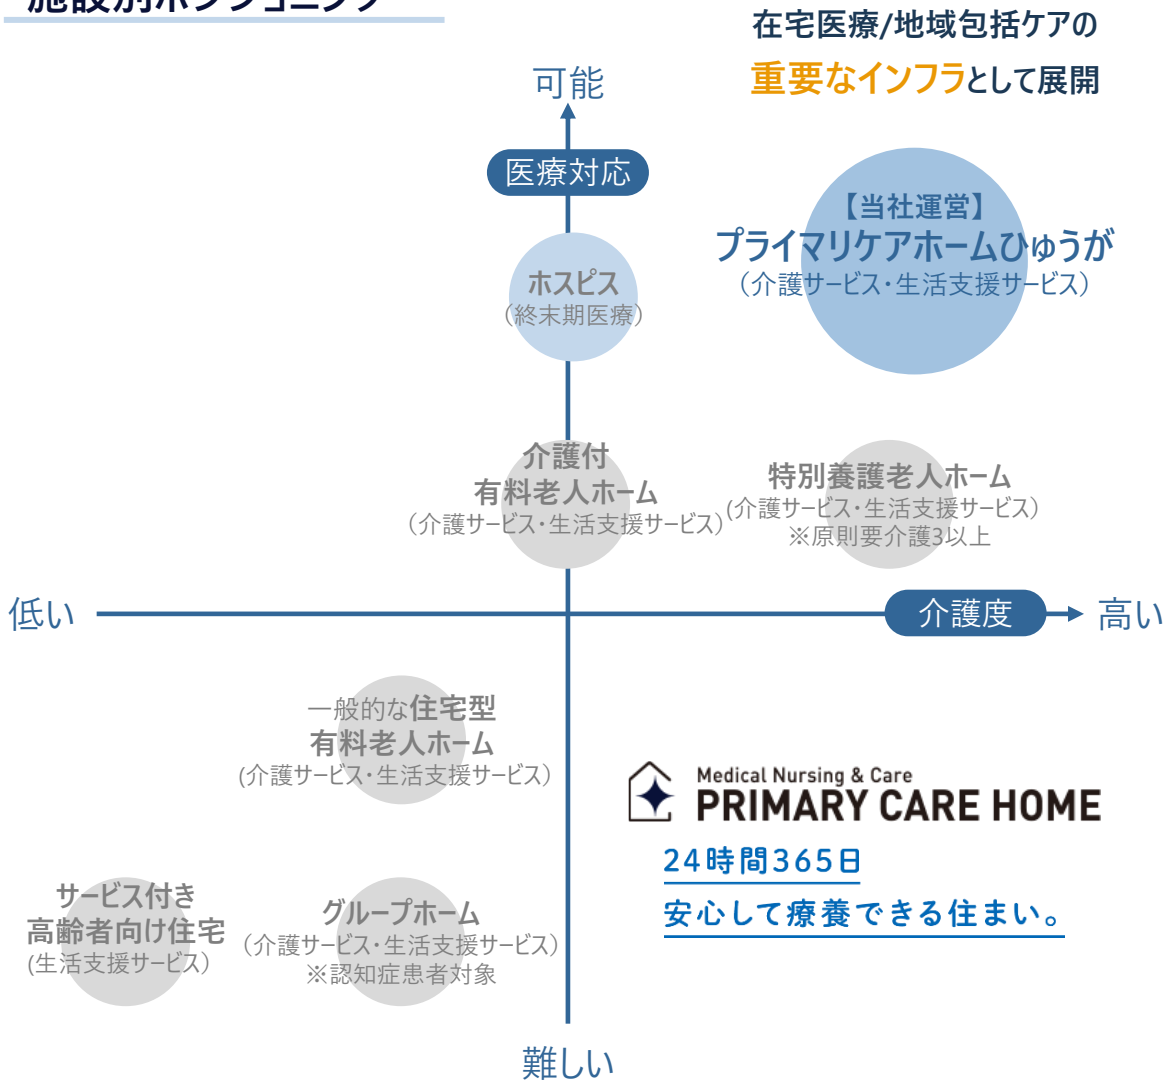 施設別ポジショニング
在宅医療/地域包括ケアの
重要なインフラとして展開
可能
医療対応
【当社運営】
プライマリケアホームひゅうが
（介護サービス・生活支援サービス）
ホスピス
（終末期医療）
介護付
有料老人ホーム
（介護サービス・生活支援サービス）
特別養護老人ホーム
(介護サービス・生活支援サービス）
※原則要介護3以上
低い
介護度
高い
一般的な住宅型
有料老人ホーム
(介護サービス・生活支援サービス）
Medical Nursing & Care
PRIMARY CARE HOME
24時間365日
安心して療養できる住まい。
サービス付き
高齢者向け住宅
(生活支援サービス）
グループホーム
（介護サービス・生活支援サービス）
※認知症患者対象
難しい